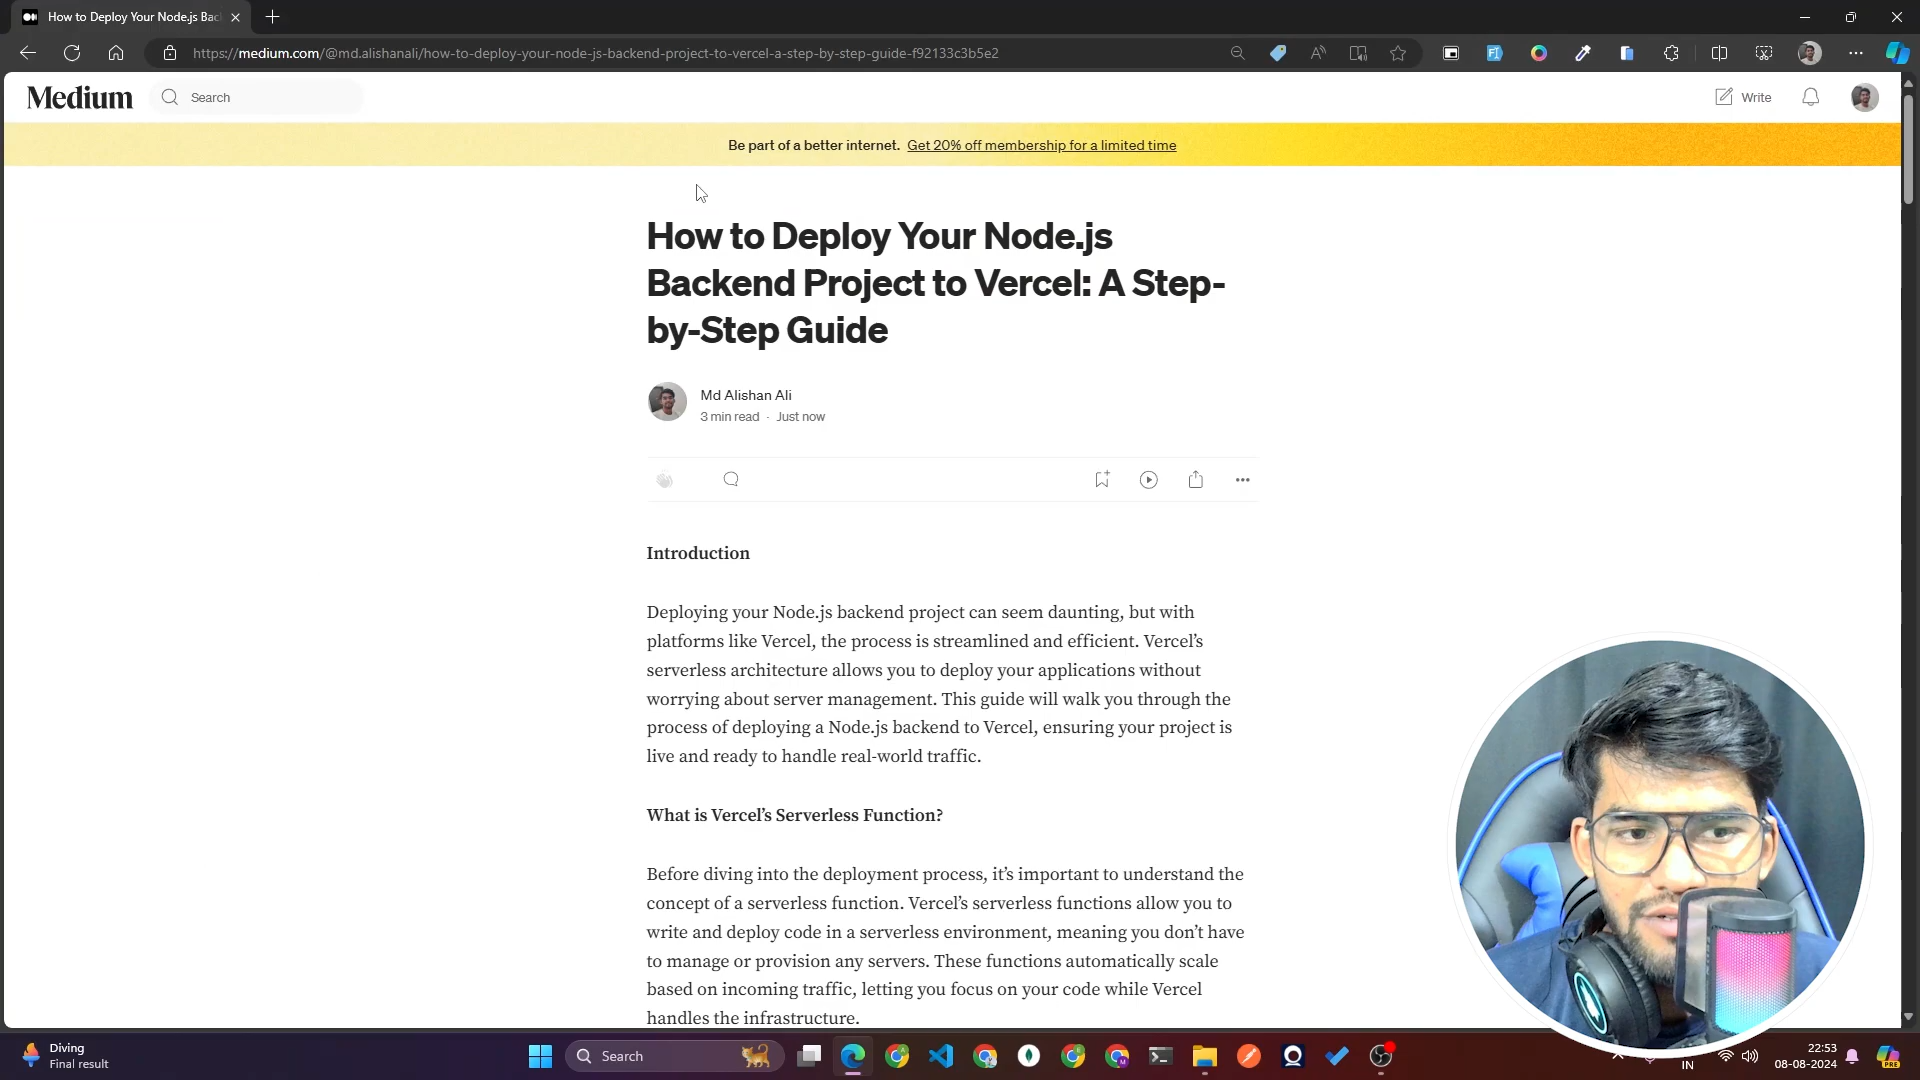 How to Deploy Your Node.js Bac
https://medium.com/@md.alishanali/how-to-deploy-your-node-js-backend-project-to-vercel-a-step-by-step-guide-f92133c3b5e2
Medium
Search
Write
Be part of a better internet. Get 20% off membership for a limited time
How to Deploy Your Node.js
Backend Project to Vercel: A Step-
by-Step Guide
Md Alishan Ali
3 min read · Just now
Introduction
Deploying your Node.js backend project can seem daunting, but with
platforms like Vercel, the process is streamlined and efficient. Vercel’s
serverless architecture allows you to deploy your applications without
worrying about server management. This guide will walk you through the
process of deploying a Node.js backend to Vercel, ensuring your project is
live and ready to handle real-world traffic.
What is Vercel’s Serverless Function?
Before diving into the deployment process, it’s important to understand the
concept of a serverless function. Vercel’s serverless functions allow you to
write and deploy code in a serverless environment, meaning you don’t have
to manage or provision any servers. These functions automatically scale
based on incoming traffic, letting you focus on your code while Vercel
handles the infrastructure.
Diving
Final result
Search
IN
22:53
08-08-2024
PRE